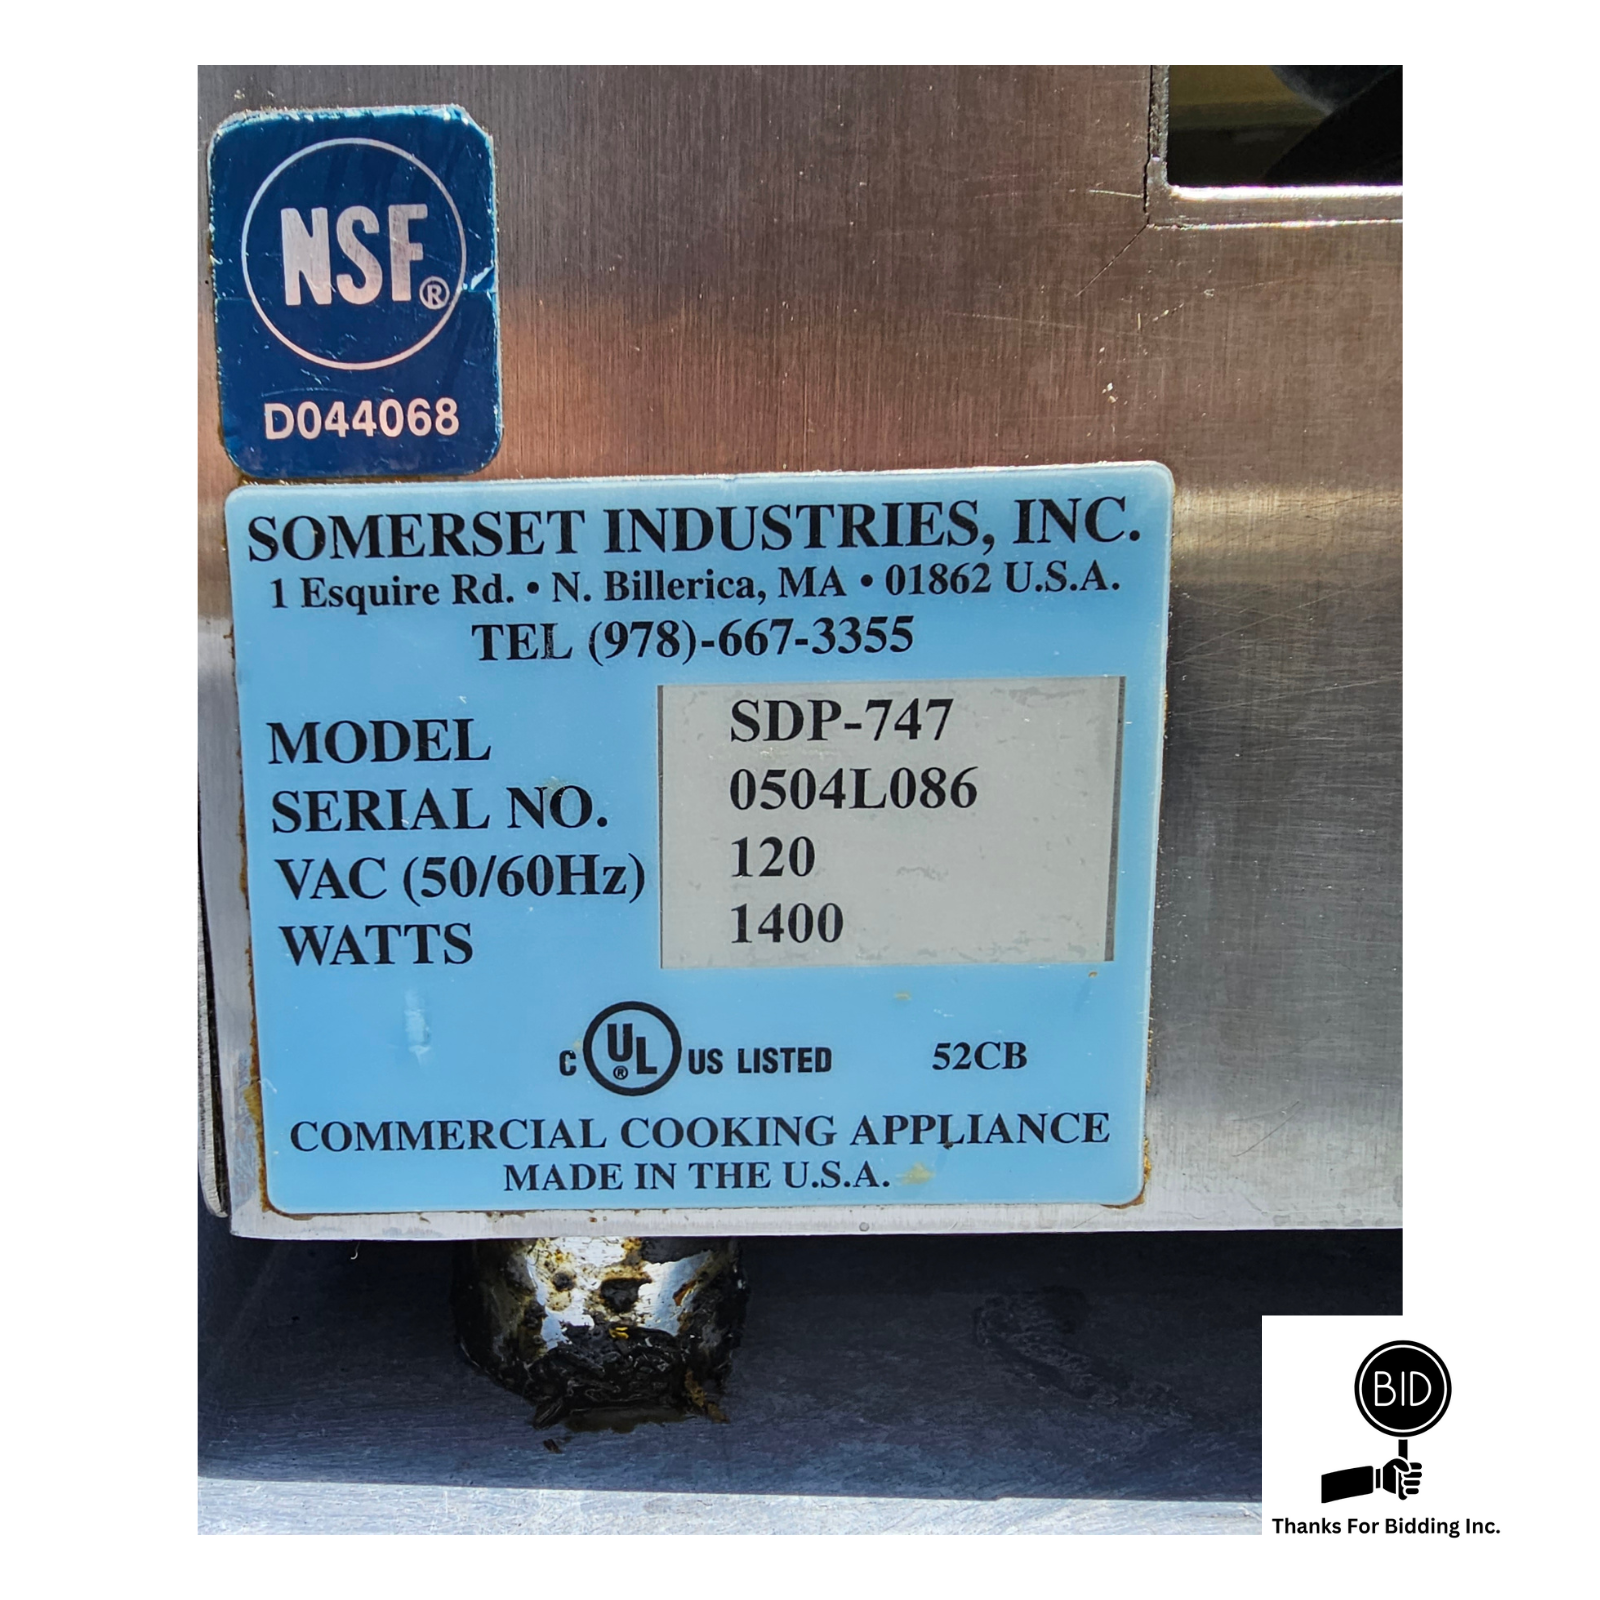 NSF®
D044068
SOMERSET INDUSTRIES, INC.
1 Esquire Rd. • N. Billerica, MA • 01862 U.S.A.
TEL (978)-667-3355
MODEL SDP-747
SERIAL NO. 0504L086
VAC (50/60Hz) 120
WATTS 1400
C UL® US LISTED 52CB
COMMERCIAL COOKING APPLIANCE
MADE IN THE U.S.A.
BID
Thanks For Bidding Inc.